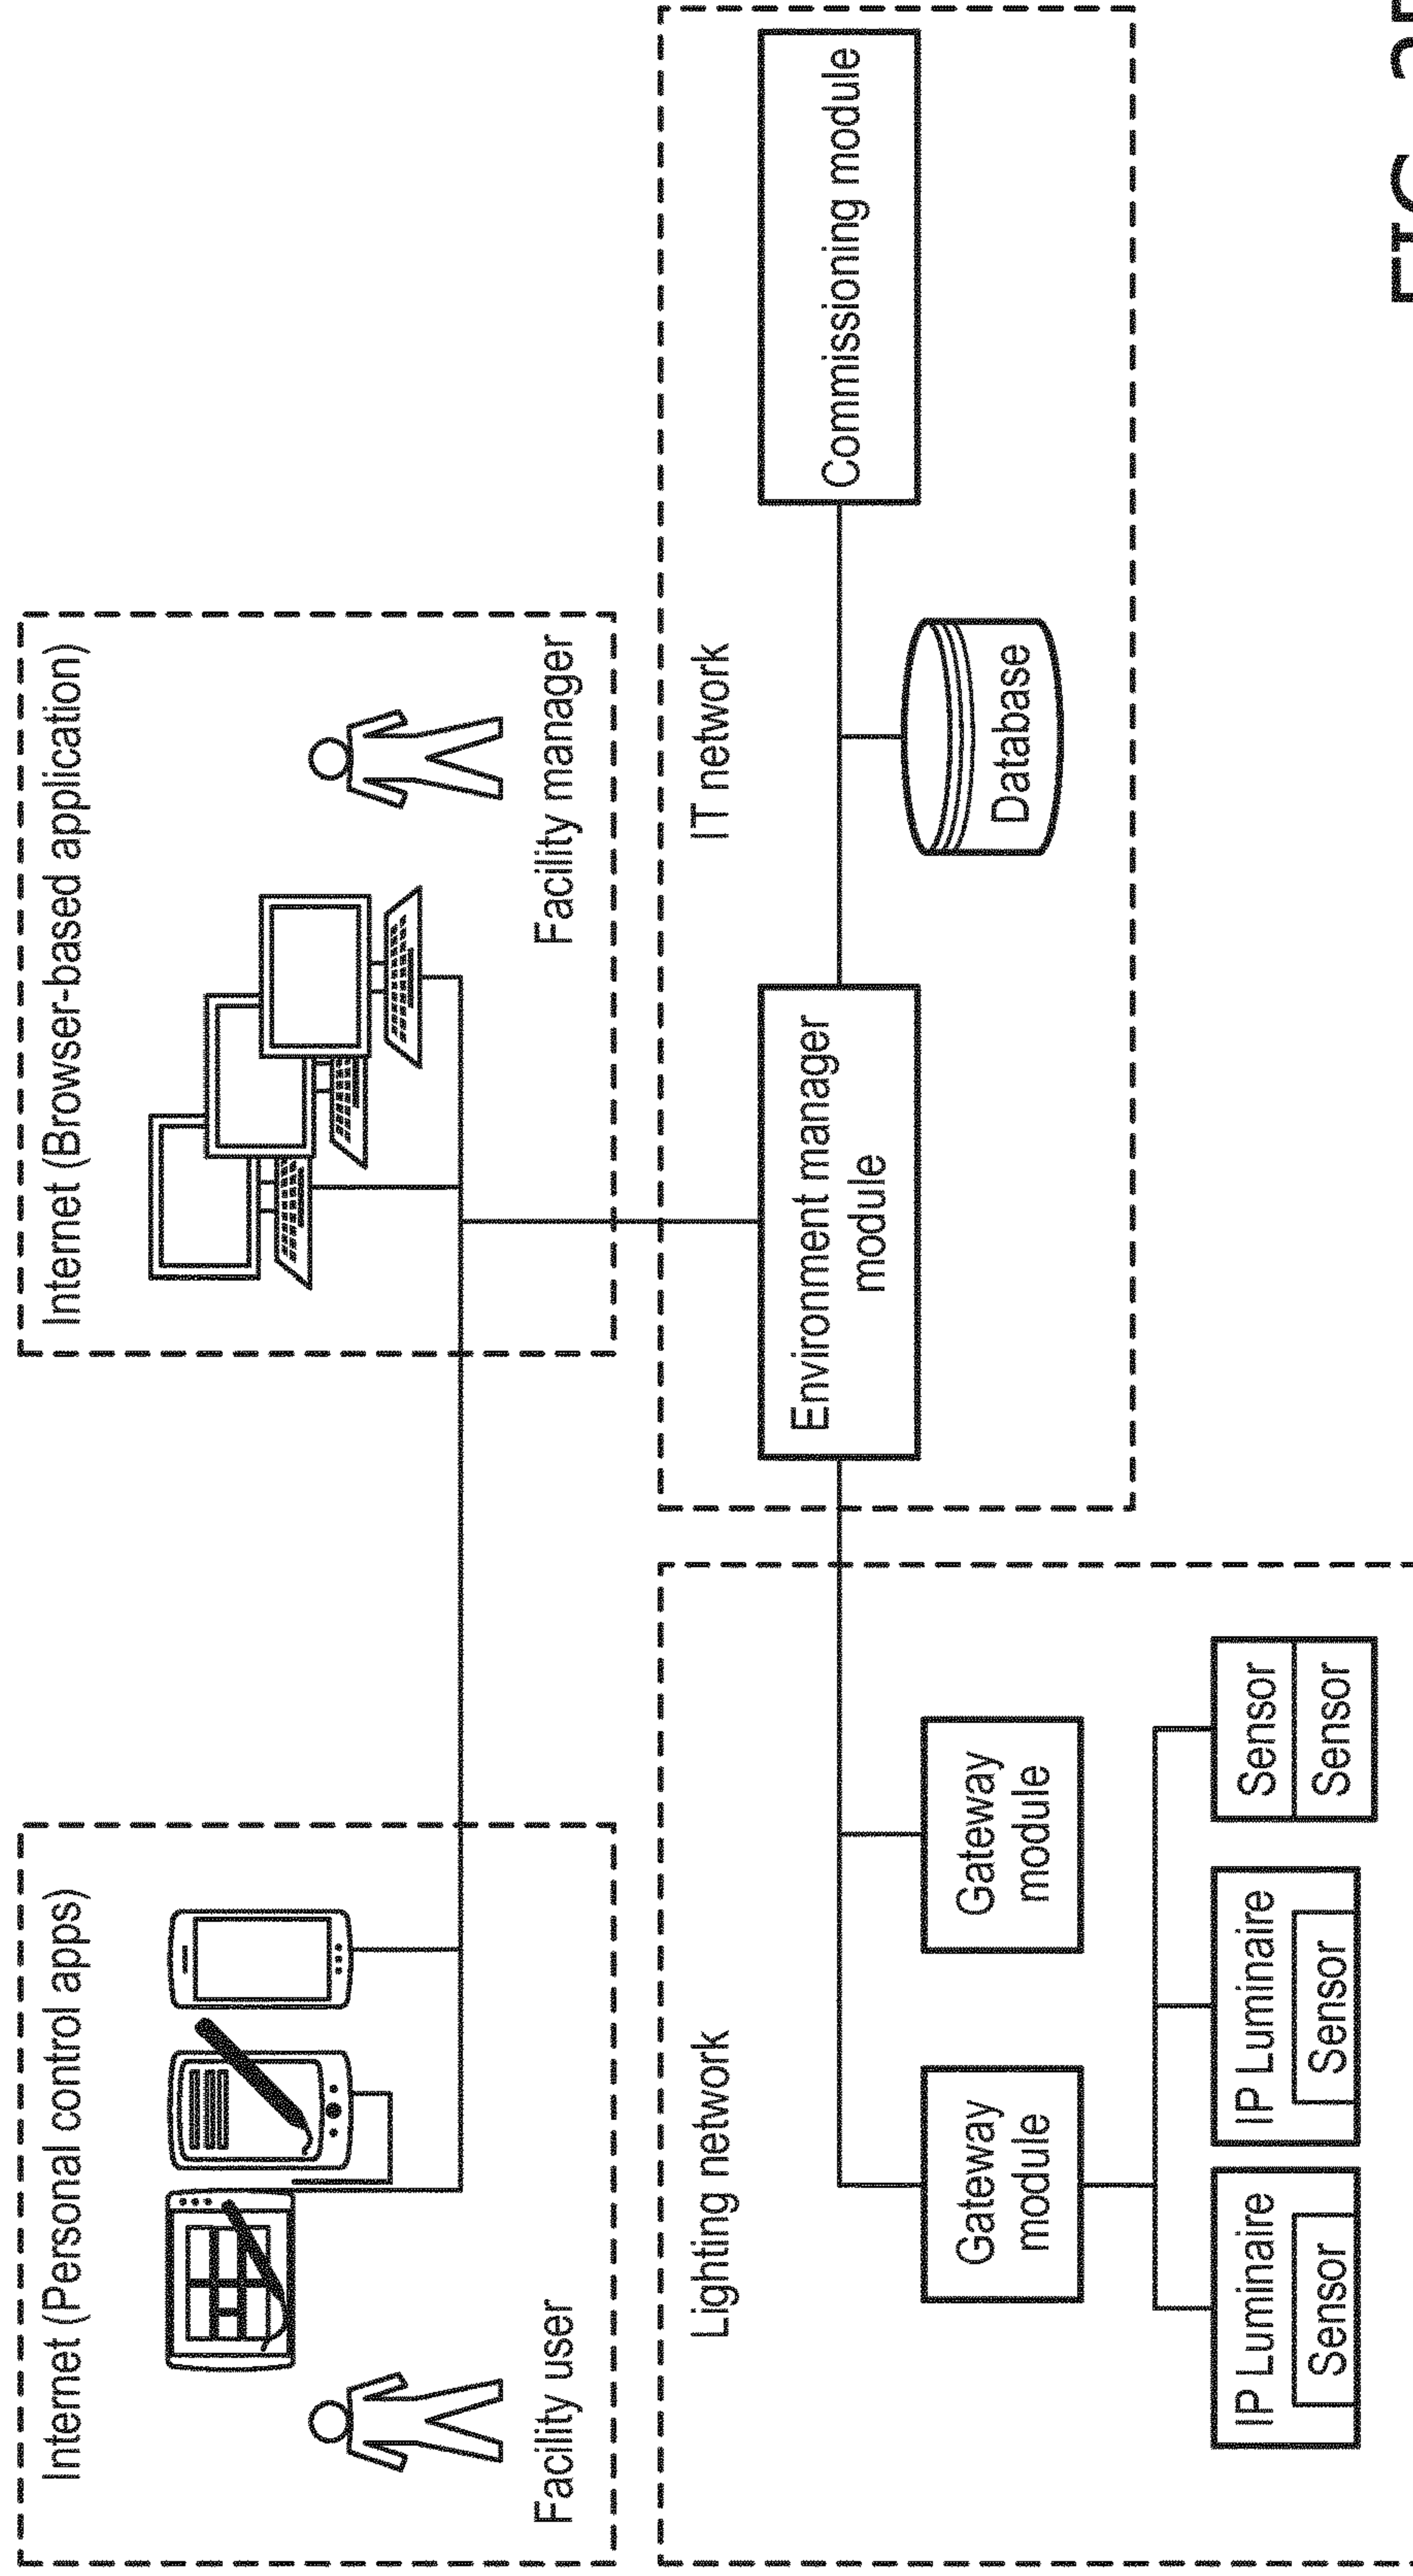 Internet (Personal control apps)
Facility user
Internet (Browser-based application)
Facility manager
Lighting network
Gateway
module
Gateway
module
IP Luminaire
Sensor
IP Luminaire
Sensor
Sensor
Sensor
IT network
Environment manager
module
Database
Commissioning module